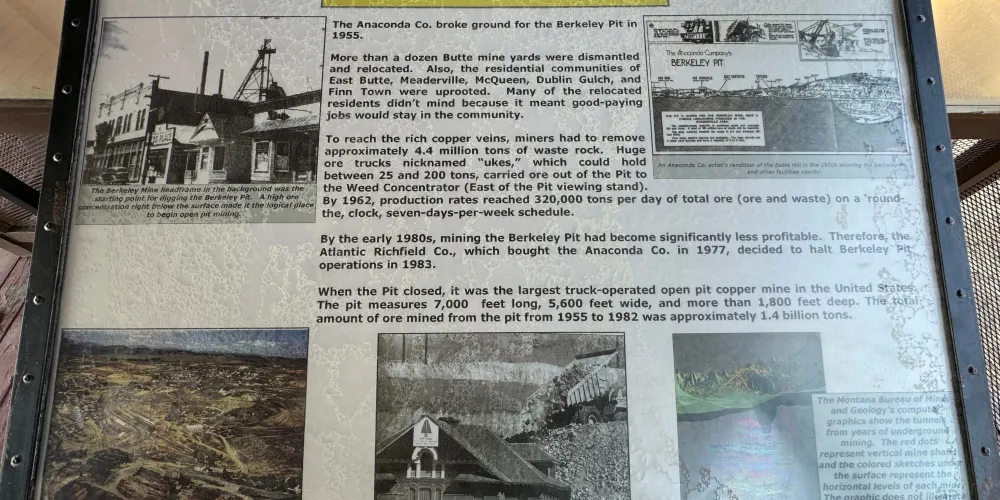 The Anaconda Co. broke ground for the Berkeley Pit in
1955.
More than a dozen Butte mine yards were dismantled
and relocated. Also, the residential communities of
East Butte, Meaderville, McQueen, Dublin Gulch, and
Finn Town were uprooted. Many of the relocated
residents didn't mind because it meant good-paying
jobs would stay in the community.
To reach the rich copper veins, miners had to remove
approximately 4.4 million tons of waste rock. Huge
ore trucks nicknamed "ukes," which could hold
between 25 and 200 tons, carried ore out of the Pit to
the Weed Concentrator (East of the Pit viewing stand).
By 1962, production rates reached 320,000 tons per day of total ore (ore and waste) on a 'round-
the, clock, seven-days-per-week schedule.
By the early 1980s, mining the Berkeley Pit had become significantly less profitable. Therefore, the
Atlantic Richfield Co., which bought the Anaconda Co. in 1977, decided to halt Berkeley Pit
operations in 1983.
When the Pit closed, it was the largest truck-operated open pit copper mine in the United States.
The pit measures 7,000 feet long, 5,600 feet wide, and more than 1,800 feet deep. The total
amount of ore mined from the pit from 1955 to 1982 was approximately 1.4 billion tons.
The Berkeley Mine headframe in the background was the
starting point for digging the Berkeley Pit. A high ore
concentration right below the surface made it the logical place
to begin open pit mining.
The Anaconda Company's
BERKELEY PIT
An Anaconda Co. artist's rendition of the Butte Hill in the 1950s showing the Berkeley
and other facilities nearby.
The Montana Bureau of Mines
and Geology's computer
graphics show the tunnels
from years of underground
mining. The red dots
represent vertical mine shafts
and the colored sketches under
the surface represent the
horizontal levels of each mine.
The graphic does not